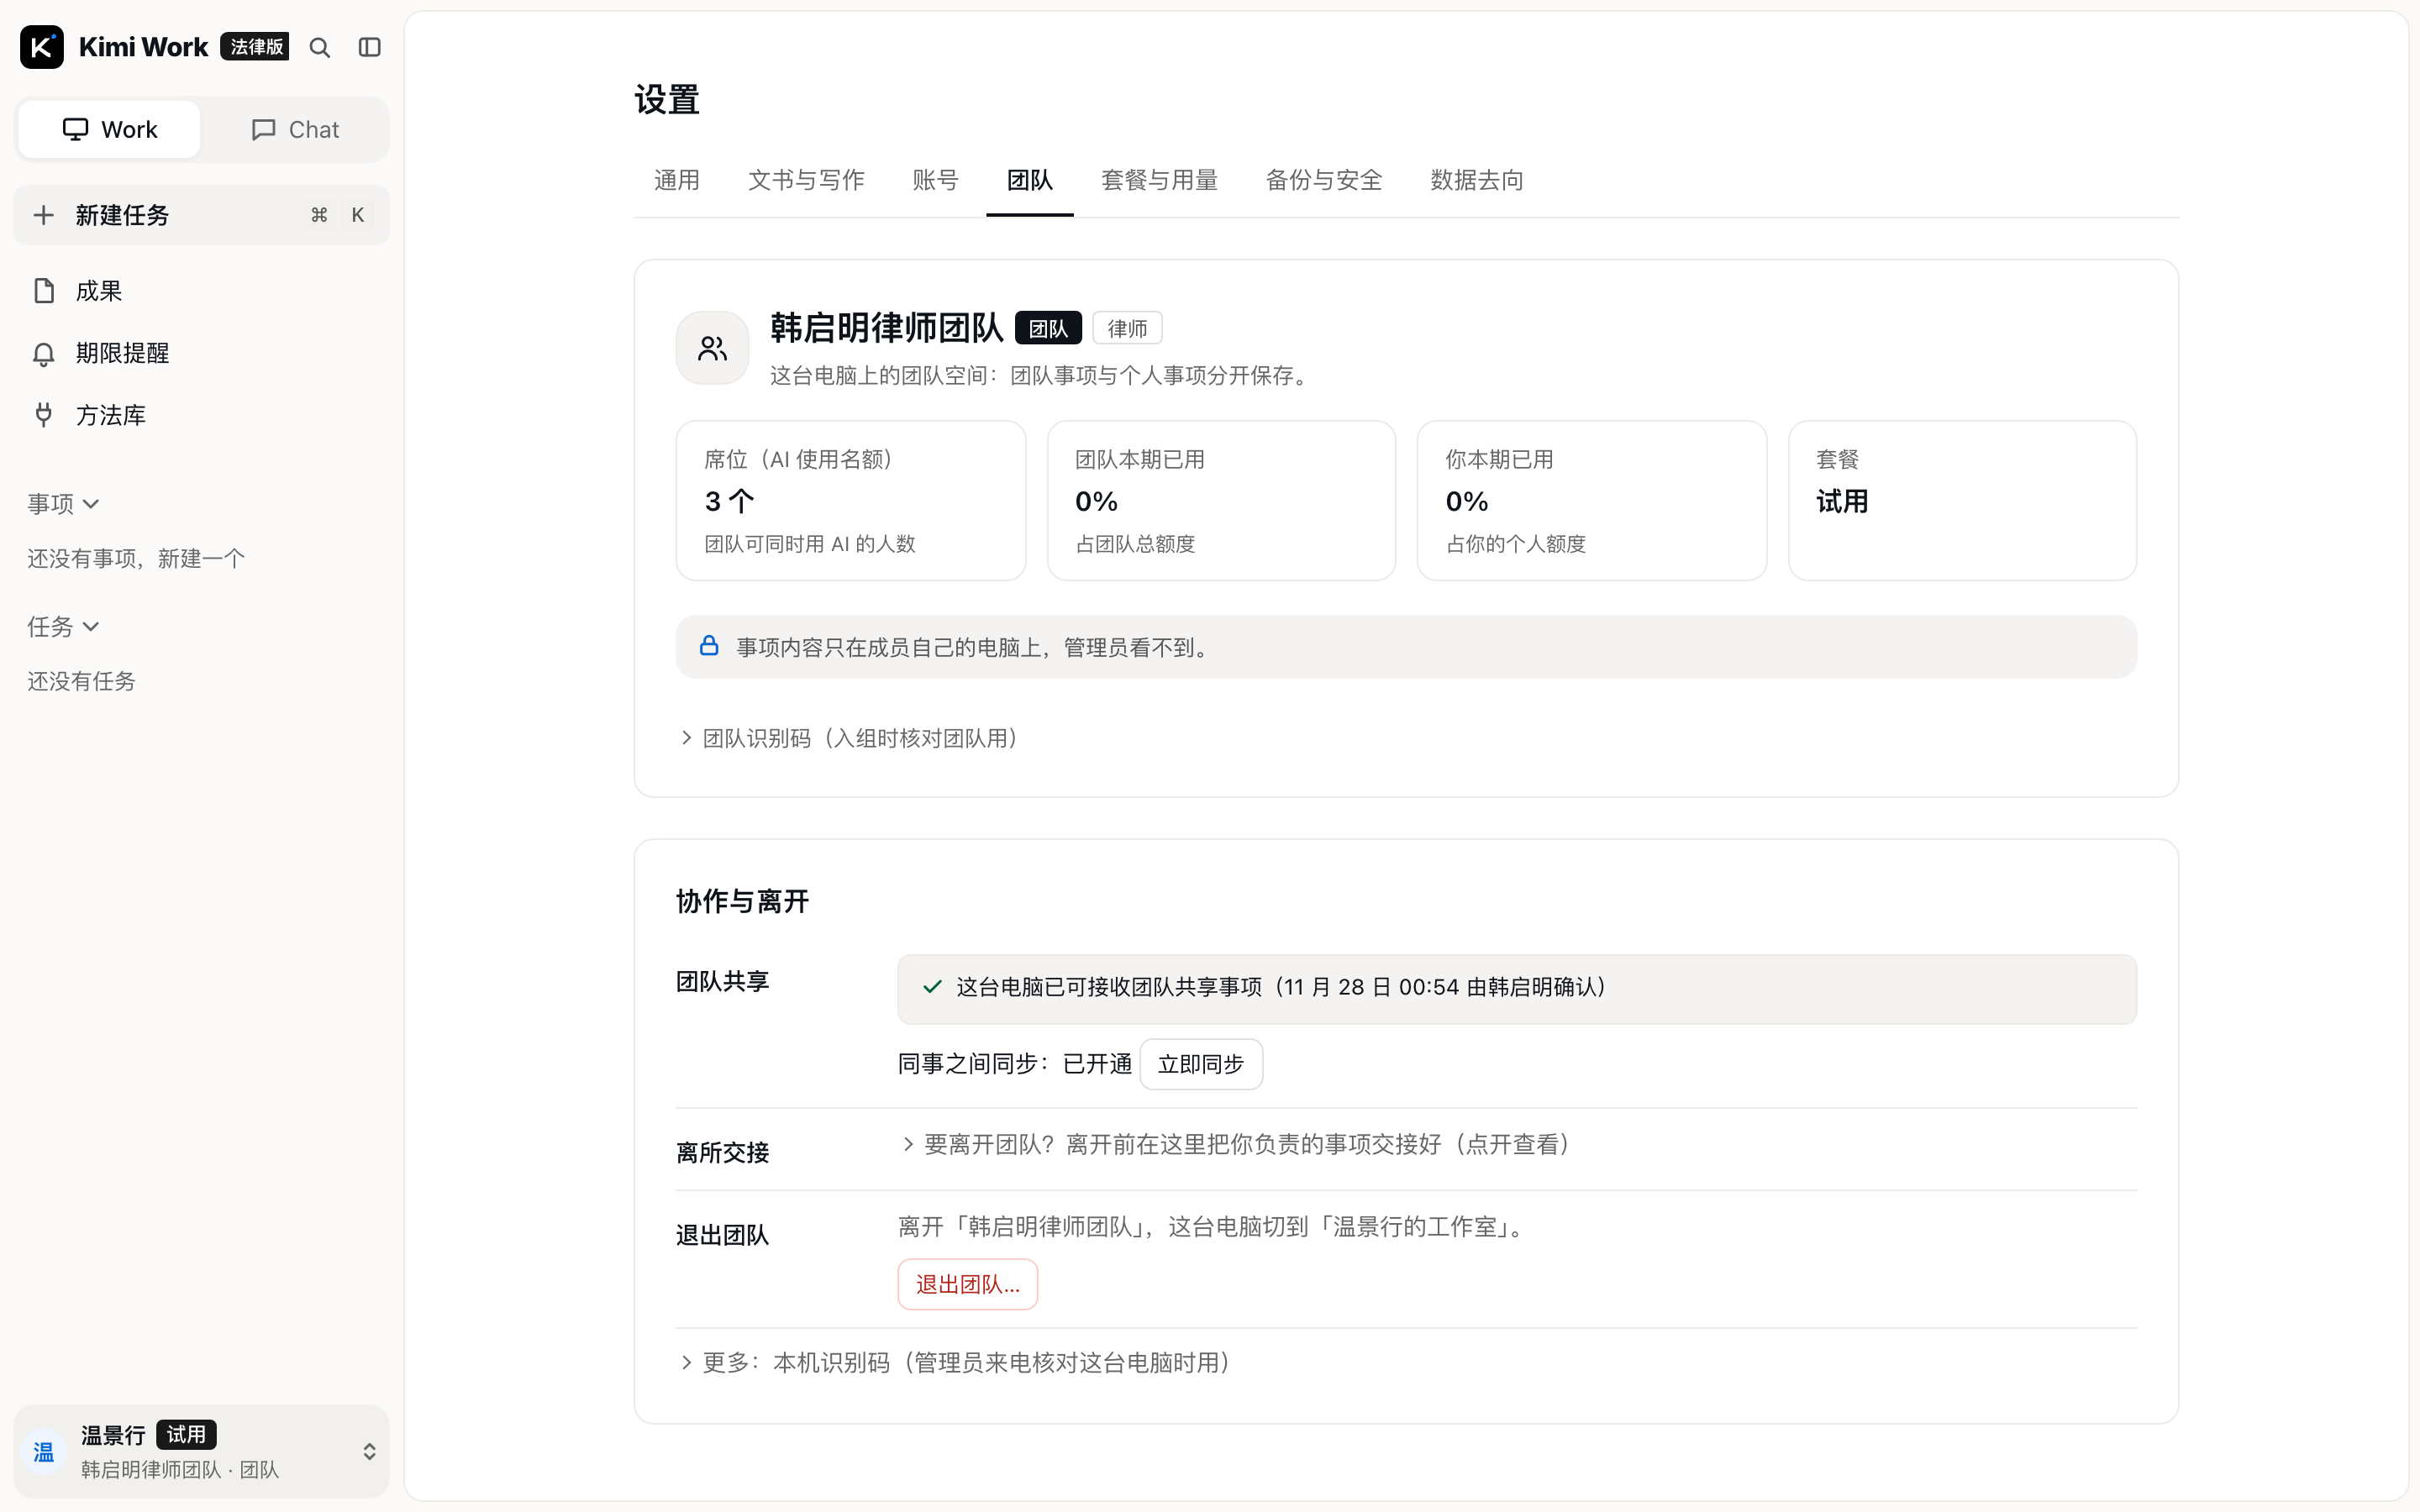 Kimi Work 法律版
Work
Chat
新建任务 ⌘ K
成果
期限提醒
方法库
事项
还没有事项，新建一个
任务
还没有任务
温 温景行 试用
韩启明律师团队 · 团队
设置
通用 文书与写作 账号 团队 套餐与用量 备份与安全 数据去向
韩启明律师团队 团队 律师
这台电脑上的团队空间：团队事项与个人事项分开保存。
席位（AI 使用名额）
3 个
团队可同时用 AI 的人数
团队本期已用
0%
占团队总额度
你本期已用
0%
占你的个人额度
套餐
试用
事项内容只在成员自己的电脑上，管理员看不到。
团队识别码（入组时核对团队用）
协作与离开
团队共享
这台电脑已可接收团队共享事项（11 月 28 日 00:54 由韩启明确认）
同事之间同步：已开通 立即同步
离所交接
要离开团队？离开前在这里把你负责的事项交接好（点开查看）
退出团队
离开「韩启明律师团队」，这台电脑切到「温景行的工作室」。
退出团队...
更多：本机识别码（管理员来电核对这台电脑时用）